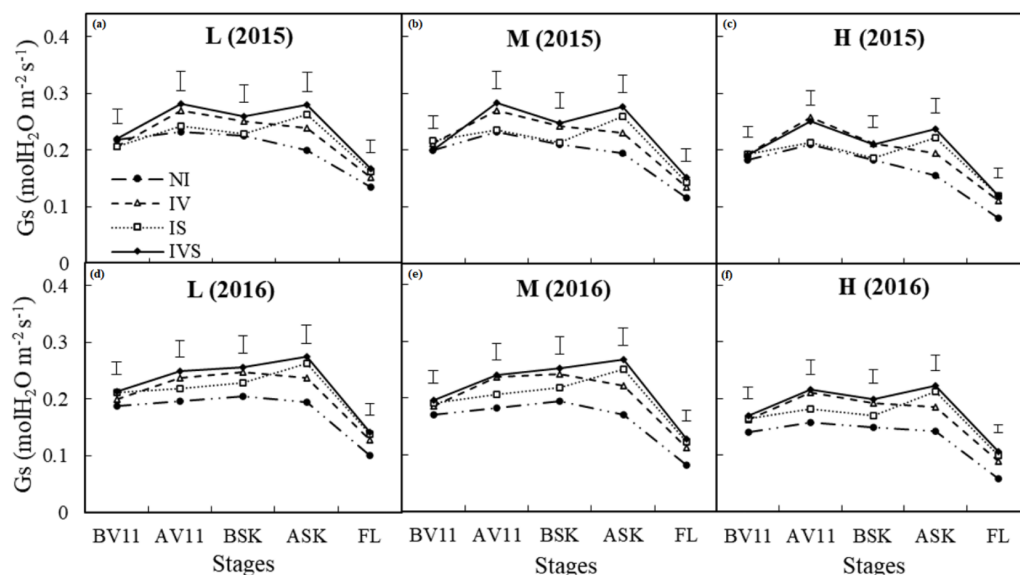 (a)
L (2015)
(b)
M (2015)
(c)
H (2015)
0.4
0.3
0.2
0.1
0
Gs (molH₂O m⁻² s⁻¹)
NI
IV
IS
IVS
(d)
L (2016)
(e)
M (2016)
(f)
H (2016)
0.4
0.3
0.2
0.1
0
Gs (molH₂O m⁻² s⁻¹)
BV11 AV11 BSK ASK FL
BV11 AV11 BSK ASK FL
BV11 AV11 BSK ASK FL
Stages
Stages
Stages